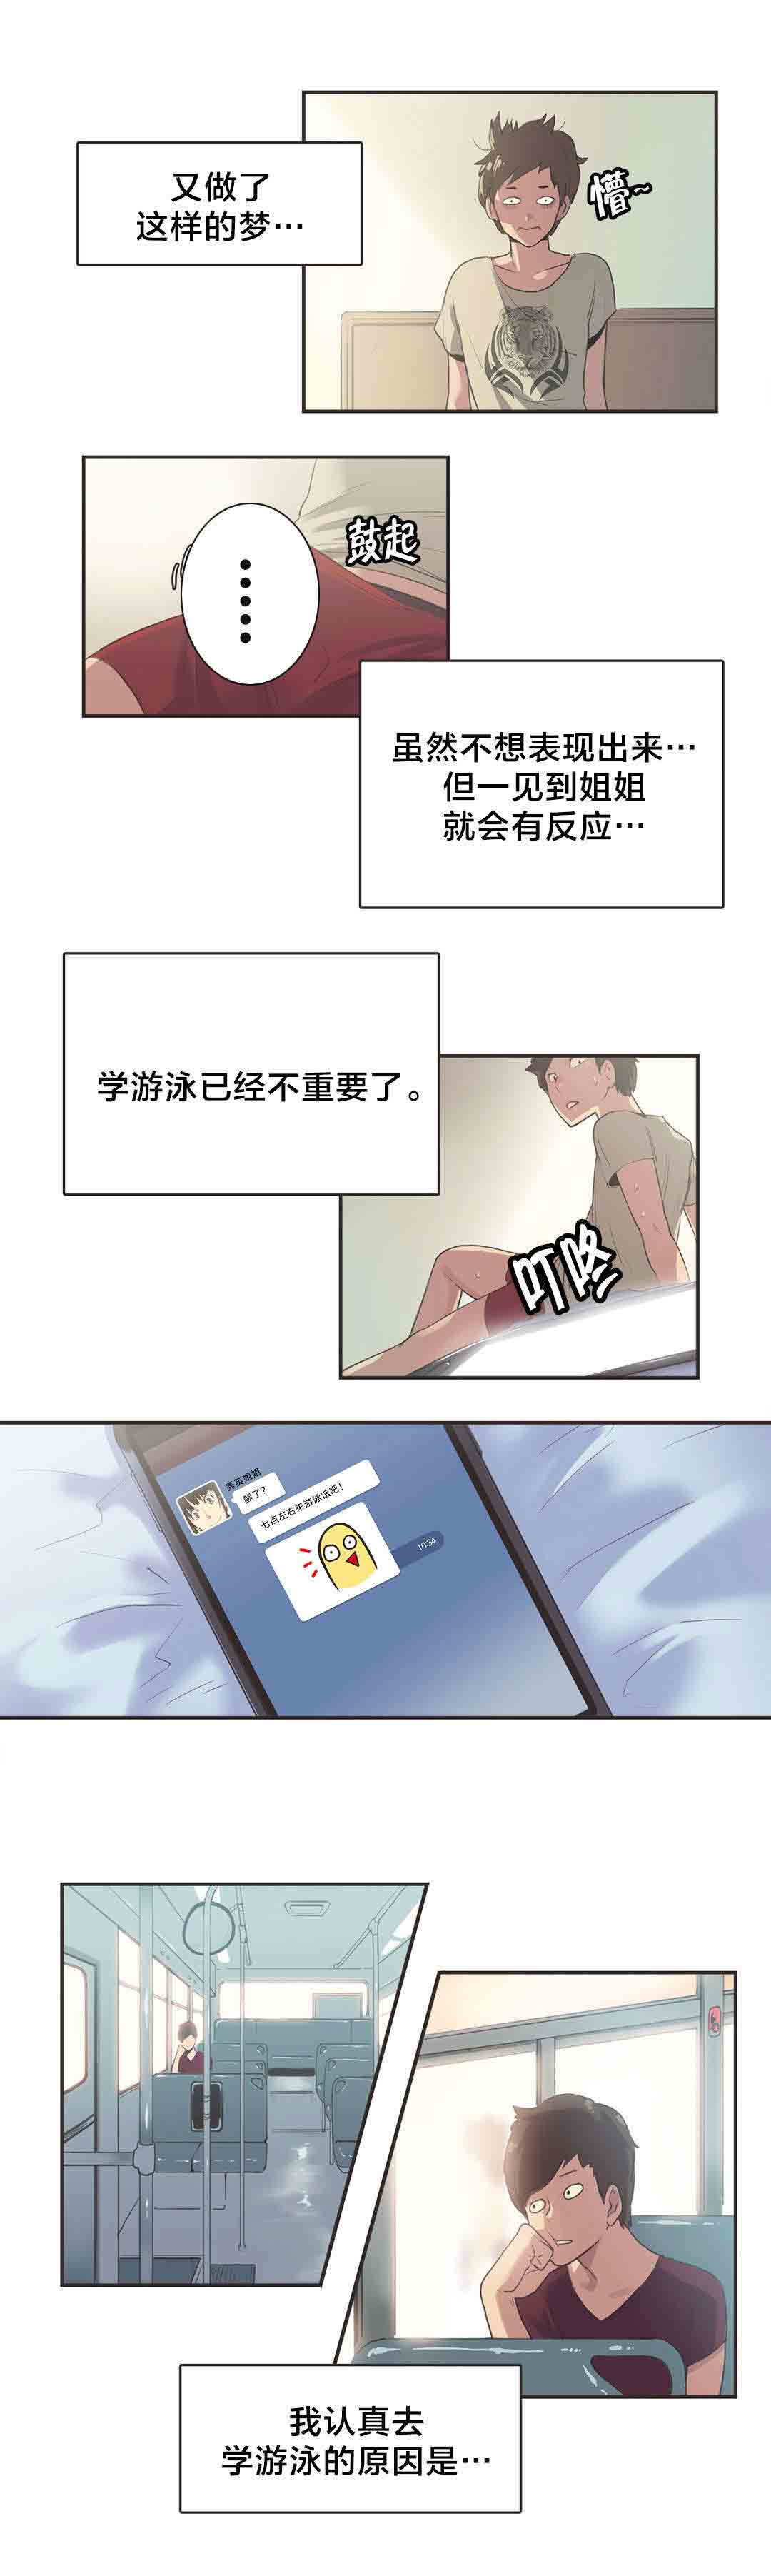 又做了
这样的梦…
懵~
鼓起
……
虽然不想表现出来…
但一见到姐姐
就会有反应…
学游泳已经不重要了。
叮咚
秀英姐姐
醒了?
七点左右来游泳馆吧!
10:34
我认真去
学游泳的原因是…